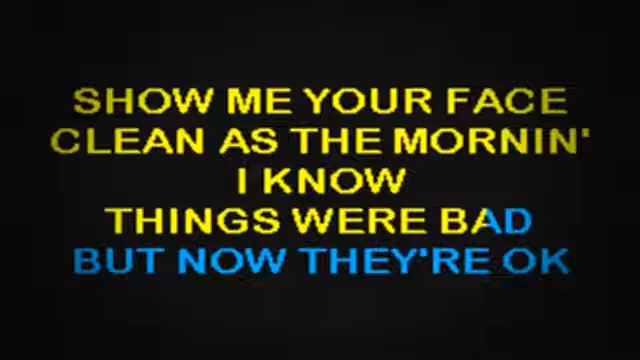 SHOW ME YOUR FACE
CLEAN AS THE MORNIN'
I KNOW
THINGS WERE BAD
BUT NOW THEY'RE OK